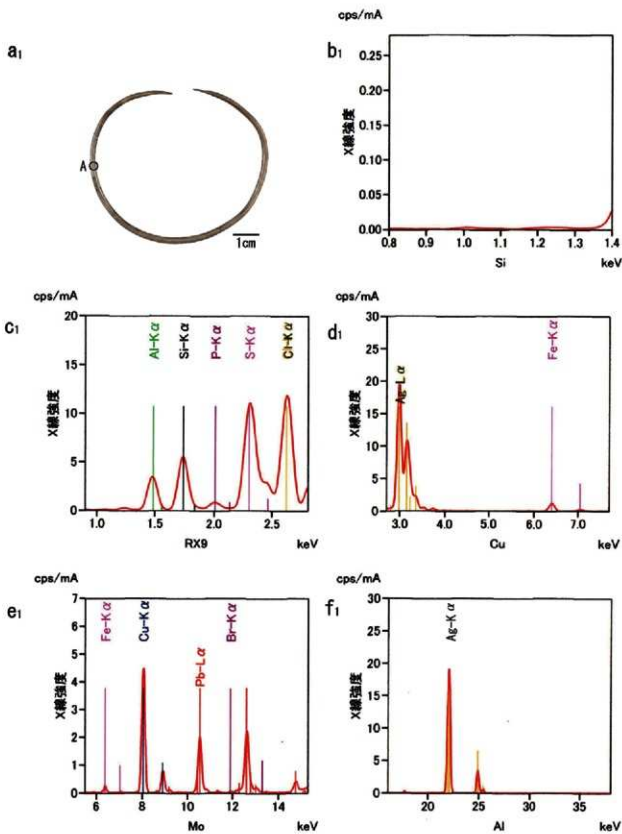 a₁
A
1cm
b₁
cps/mA
X線強度
0.25
0.20
0.15
0.10
0.05
0.00
0.8 0.9 1.0 1.1 1.2 1.3 1.4
Si keV
c₁
cps/mA
X線強度
20
15
10
5
0
Al-Kα Si-Kα P-Kα S-Kα Cl-Kα
1.0 1.5 2.0 2.5
RX9 keV
d₁
cps/mA
X線強度
30
25
20
15
10
5
0
Ag-Lα Fe-Kα
3.0 4.0 5.0 6.0 7.0
Cu keV
e₁
cps/mA
X線強度
7
6
5
4
3
2
1
0
Fe-Kα Cu-Kα Pb-Lα Br-Kα
6 8 10 12 14
Mo keV
f₁
cps/mA
X線強度
30
25
20
15
10
5
0
Ag-Kα
20 25 30 35
Al keV